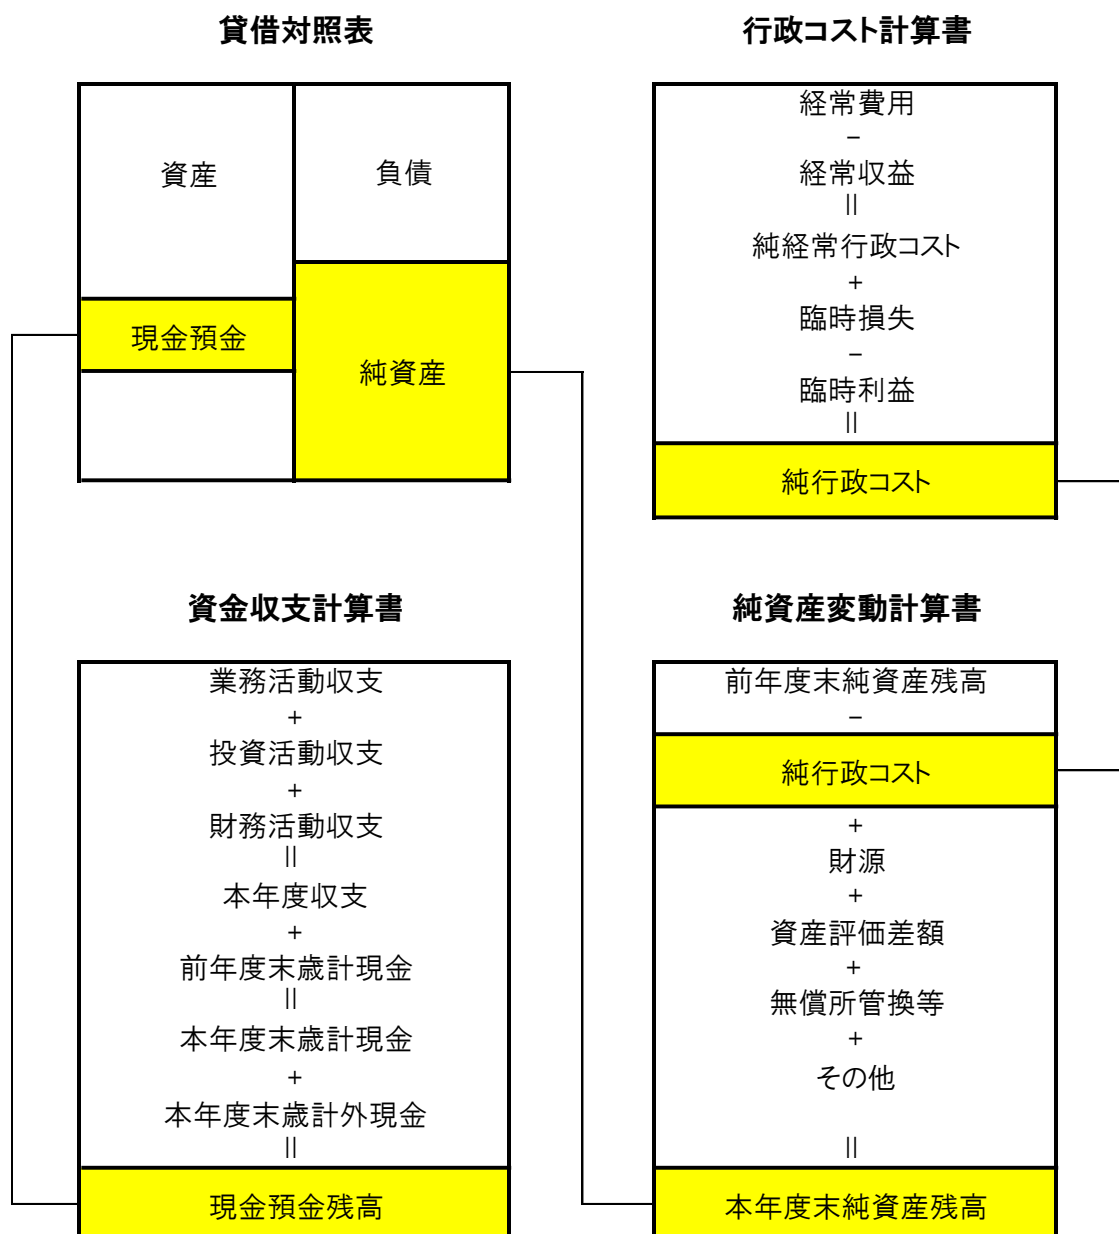 貸借対照表
資産
負債
現金預金
純資産
行政コスト計算書
経常費用
−
経常収益
||
純経常行政コスト
+
臨時損失
−
臨時利益
||
純行政コスト
資金収支計算書
業務活動収支
+
投資活動収支
+
財務活動収支
||
本年度収支
+
前年度末歳計現金
||
本年度末歳計現金
+
本年度末歳計外現金
||
現金預金残高
純資産変動計算書
前年度末純資産残高
−
純行政コスト
+
財源
+
資産評価差額
+
無償所管換等
+
その他
||
本年度末純資産残高